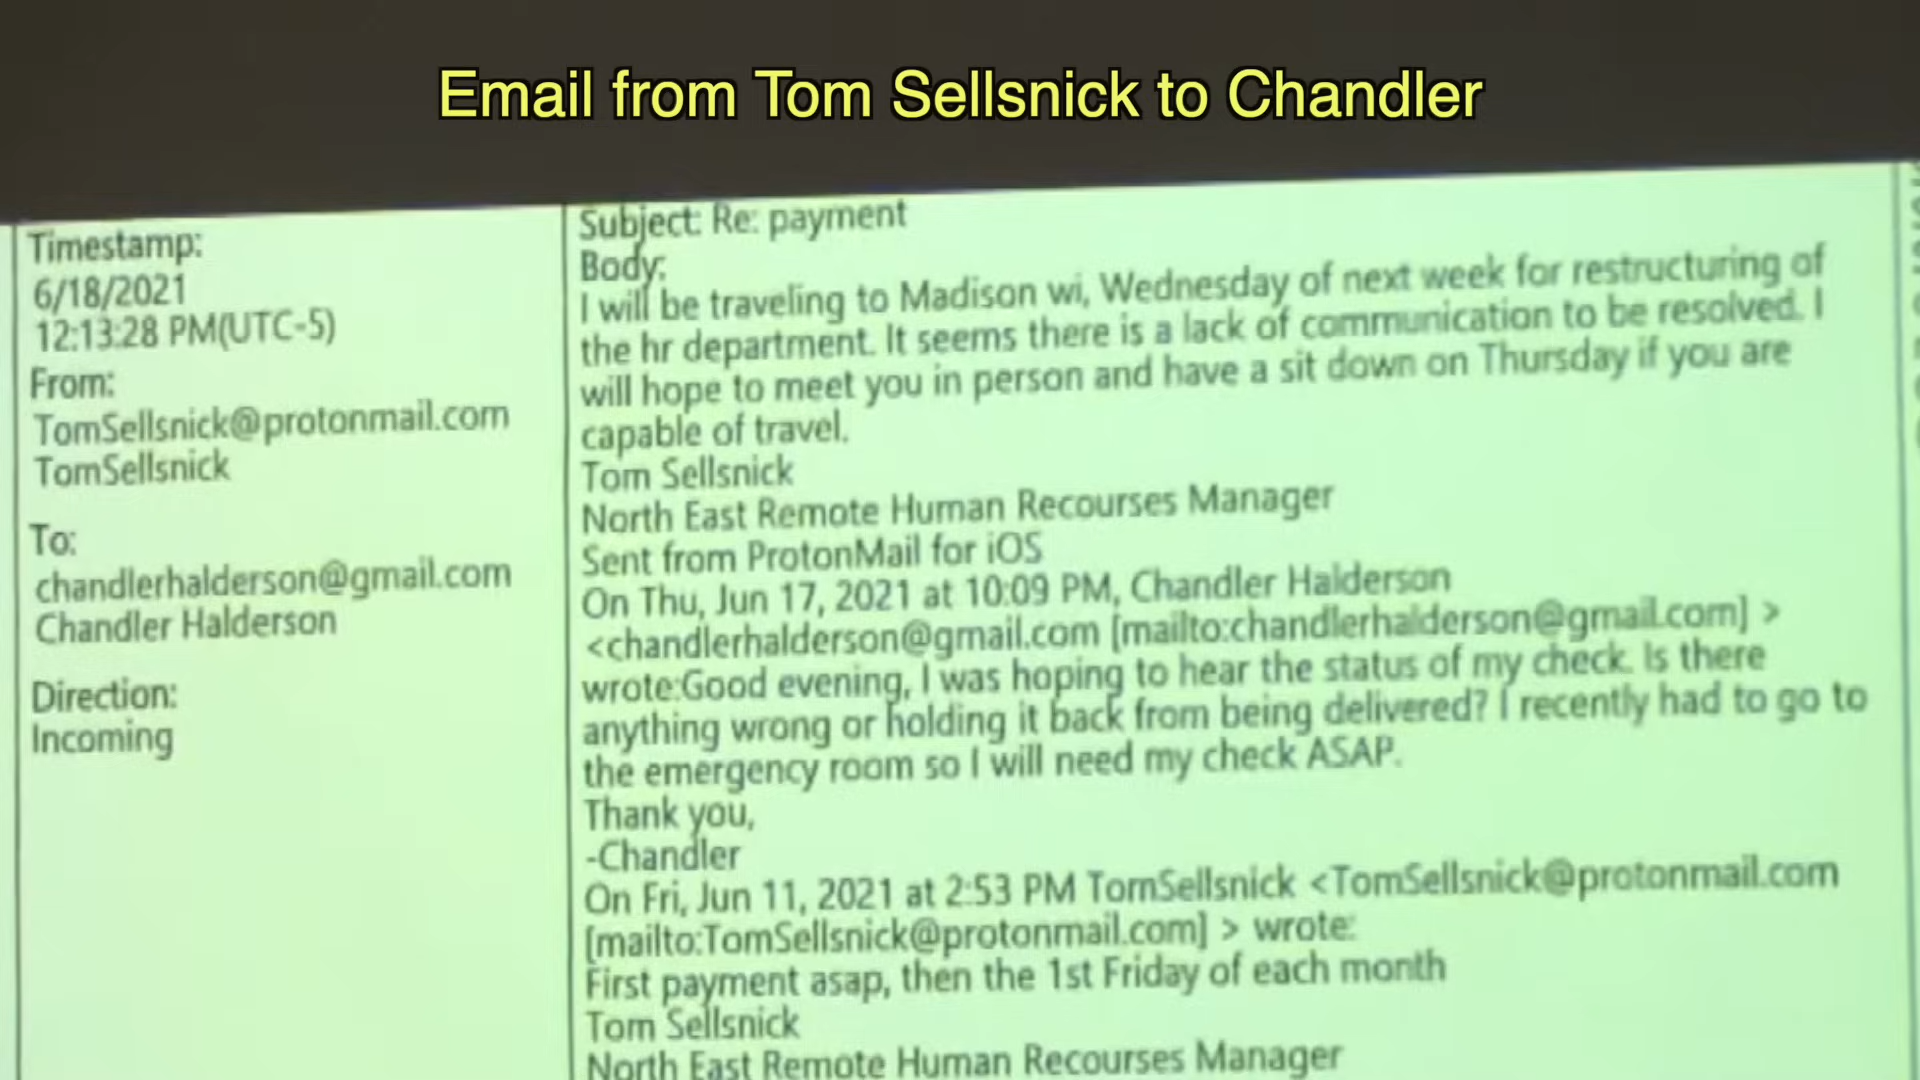 Email from Tom Sellsnick to Chandler
Timestamp:
6/18/2021
12:13:28 PM(UTC-5)
From:
TomSellsnick@protonmail.com
TomSellsnick
To:
chandlerhalderson@gmail.com
Chandler Halderson
Direction:
Incoming
Subject: Re: payment
Body:
I will be traveling to Madison wi, Wednesday of next week for restructuring of
the hr department. It seems there is a lack of communication to be resolved. I
will hope to meet you in person and have a sit down on Thursday if you are
capable of travel.
Tom Sellsnick
North East Remote Human Recourses Manager
Sent from ProtonMail for iOS
On Thu, Jun 17, 2021 at 10:09 PM, Chandler Halderson
<chandlerhalderson@gmail.com [mailto:chandlerhalderson@gmail.com] >
wrote:Good evening, I was hoping to hear the status of my check. Is there
anything wrong or holding it back from being delivered? I recently had to go to
the emergency room so I will need my check ASAP.
Thank you,
-Chandler
On Fri, Jun 11, 2021 at 2:53 PM TomSellsnick <TomSellsnick@protonmail.com
[mailto:TomSellsnick@protonmail.com] > wrote:
First payment asap, then the 1st Friday of each month
Tom Sellsnick
North East Remote Human Recourses Manager